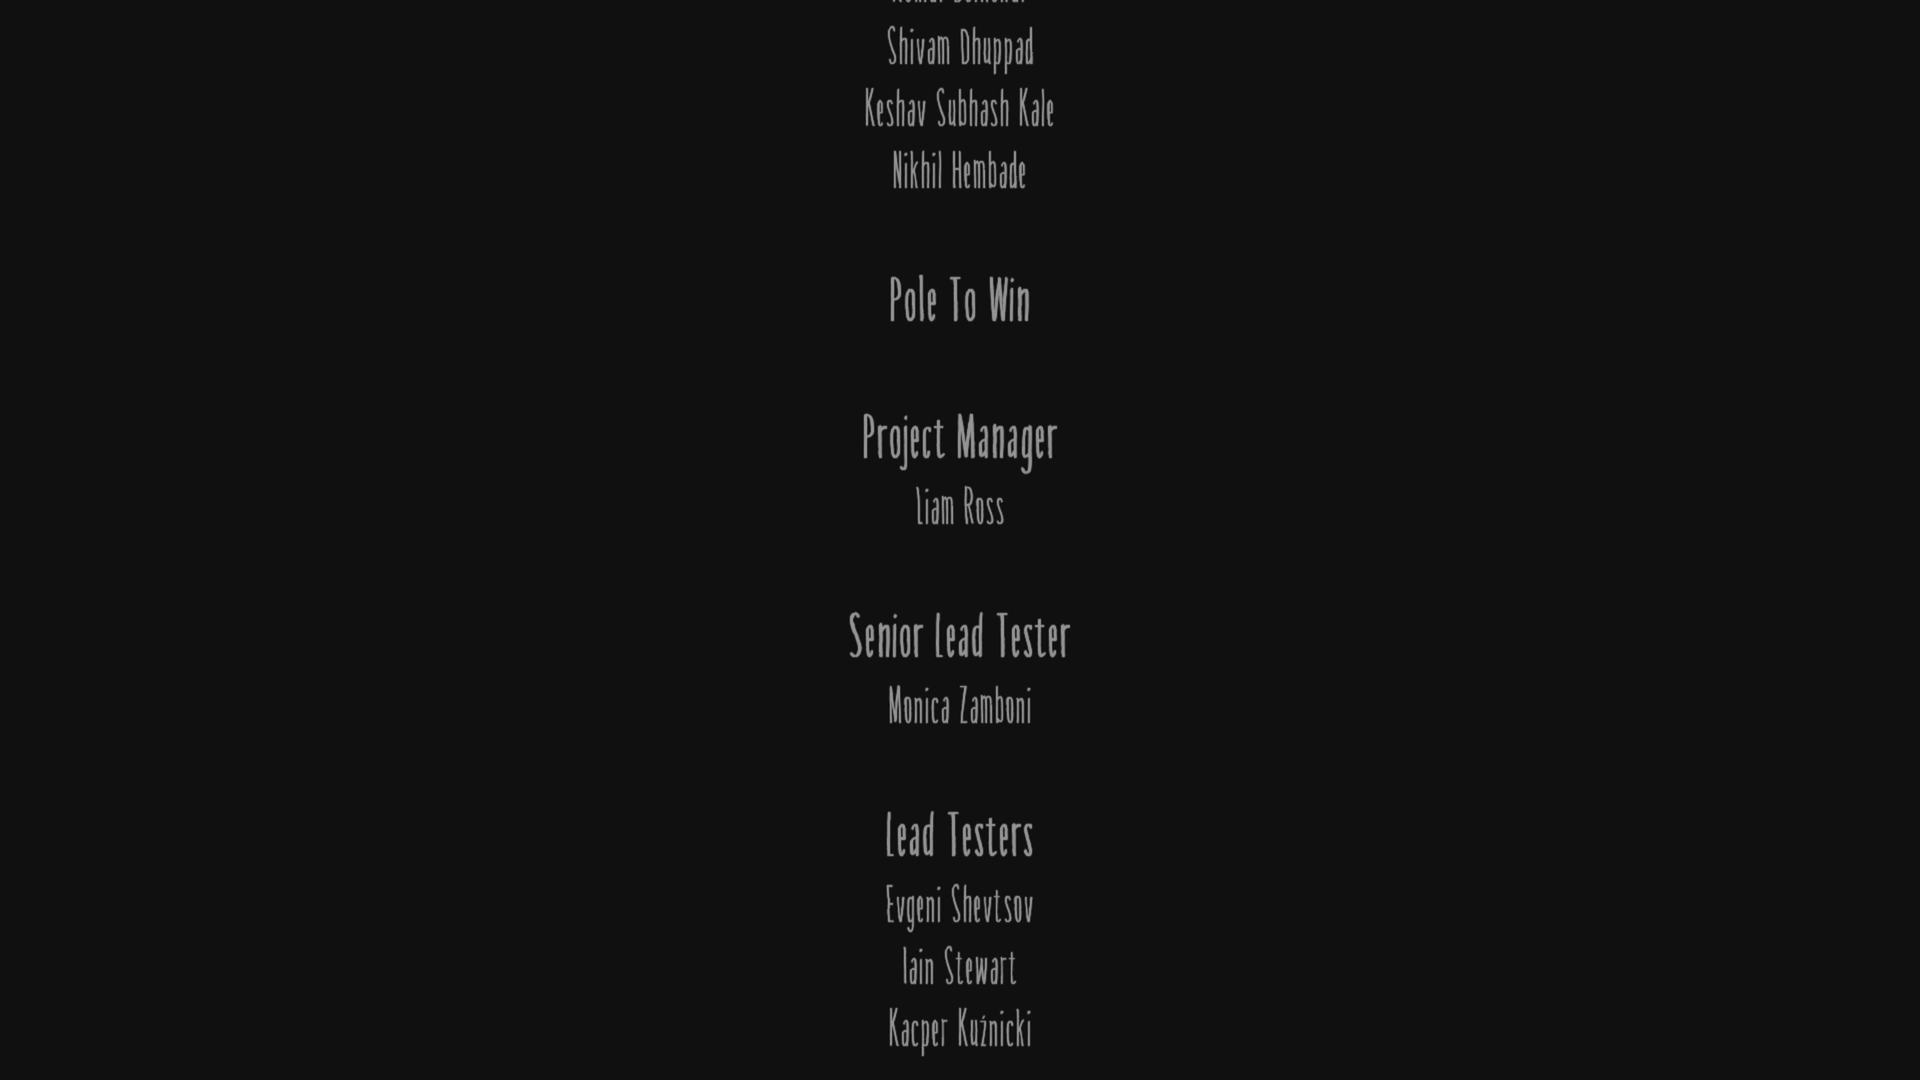 Shivam Dhuppad
Keshav Subhash Kale
Nikhil Hembade
Pole To Win
Project Manager
Liam Ross
Senior Lead Tester
Monica Zamboni
Lead Testers
Evgeni Shevtsov
Iain Stewart
Kacper Kuźnicki